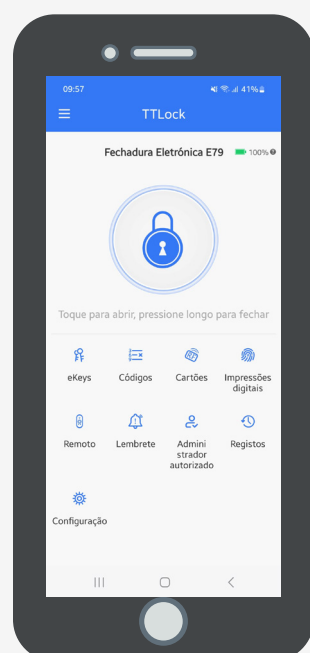 09:57 41%
TTLock
Fechadura Eletrónica E79 100%
Toque para abrir, pressione longo para fechar
eKeys Códigos Cartões Impressões
digitais
Remoto Lembrete Admini Registos
strador
autorizado
Configuração